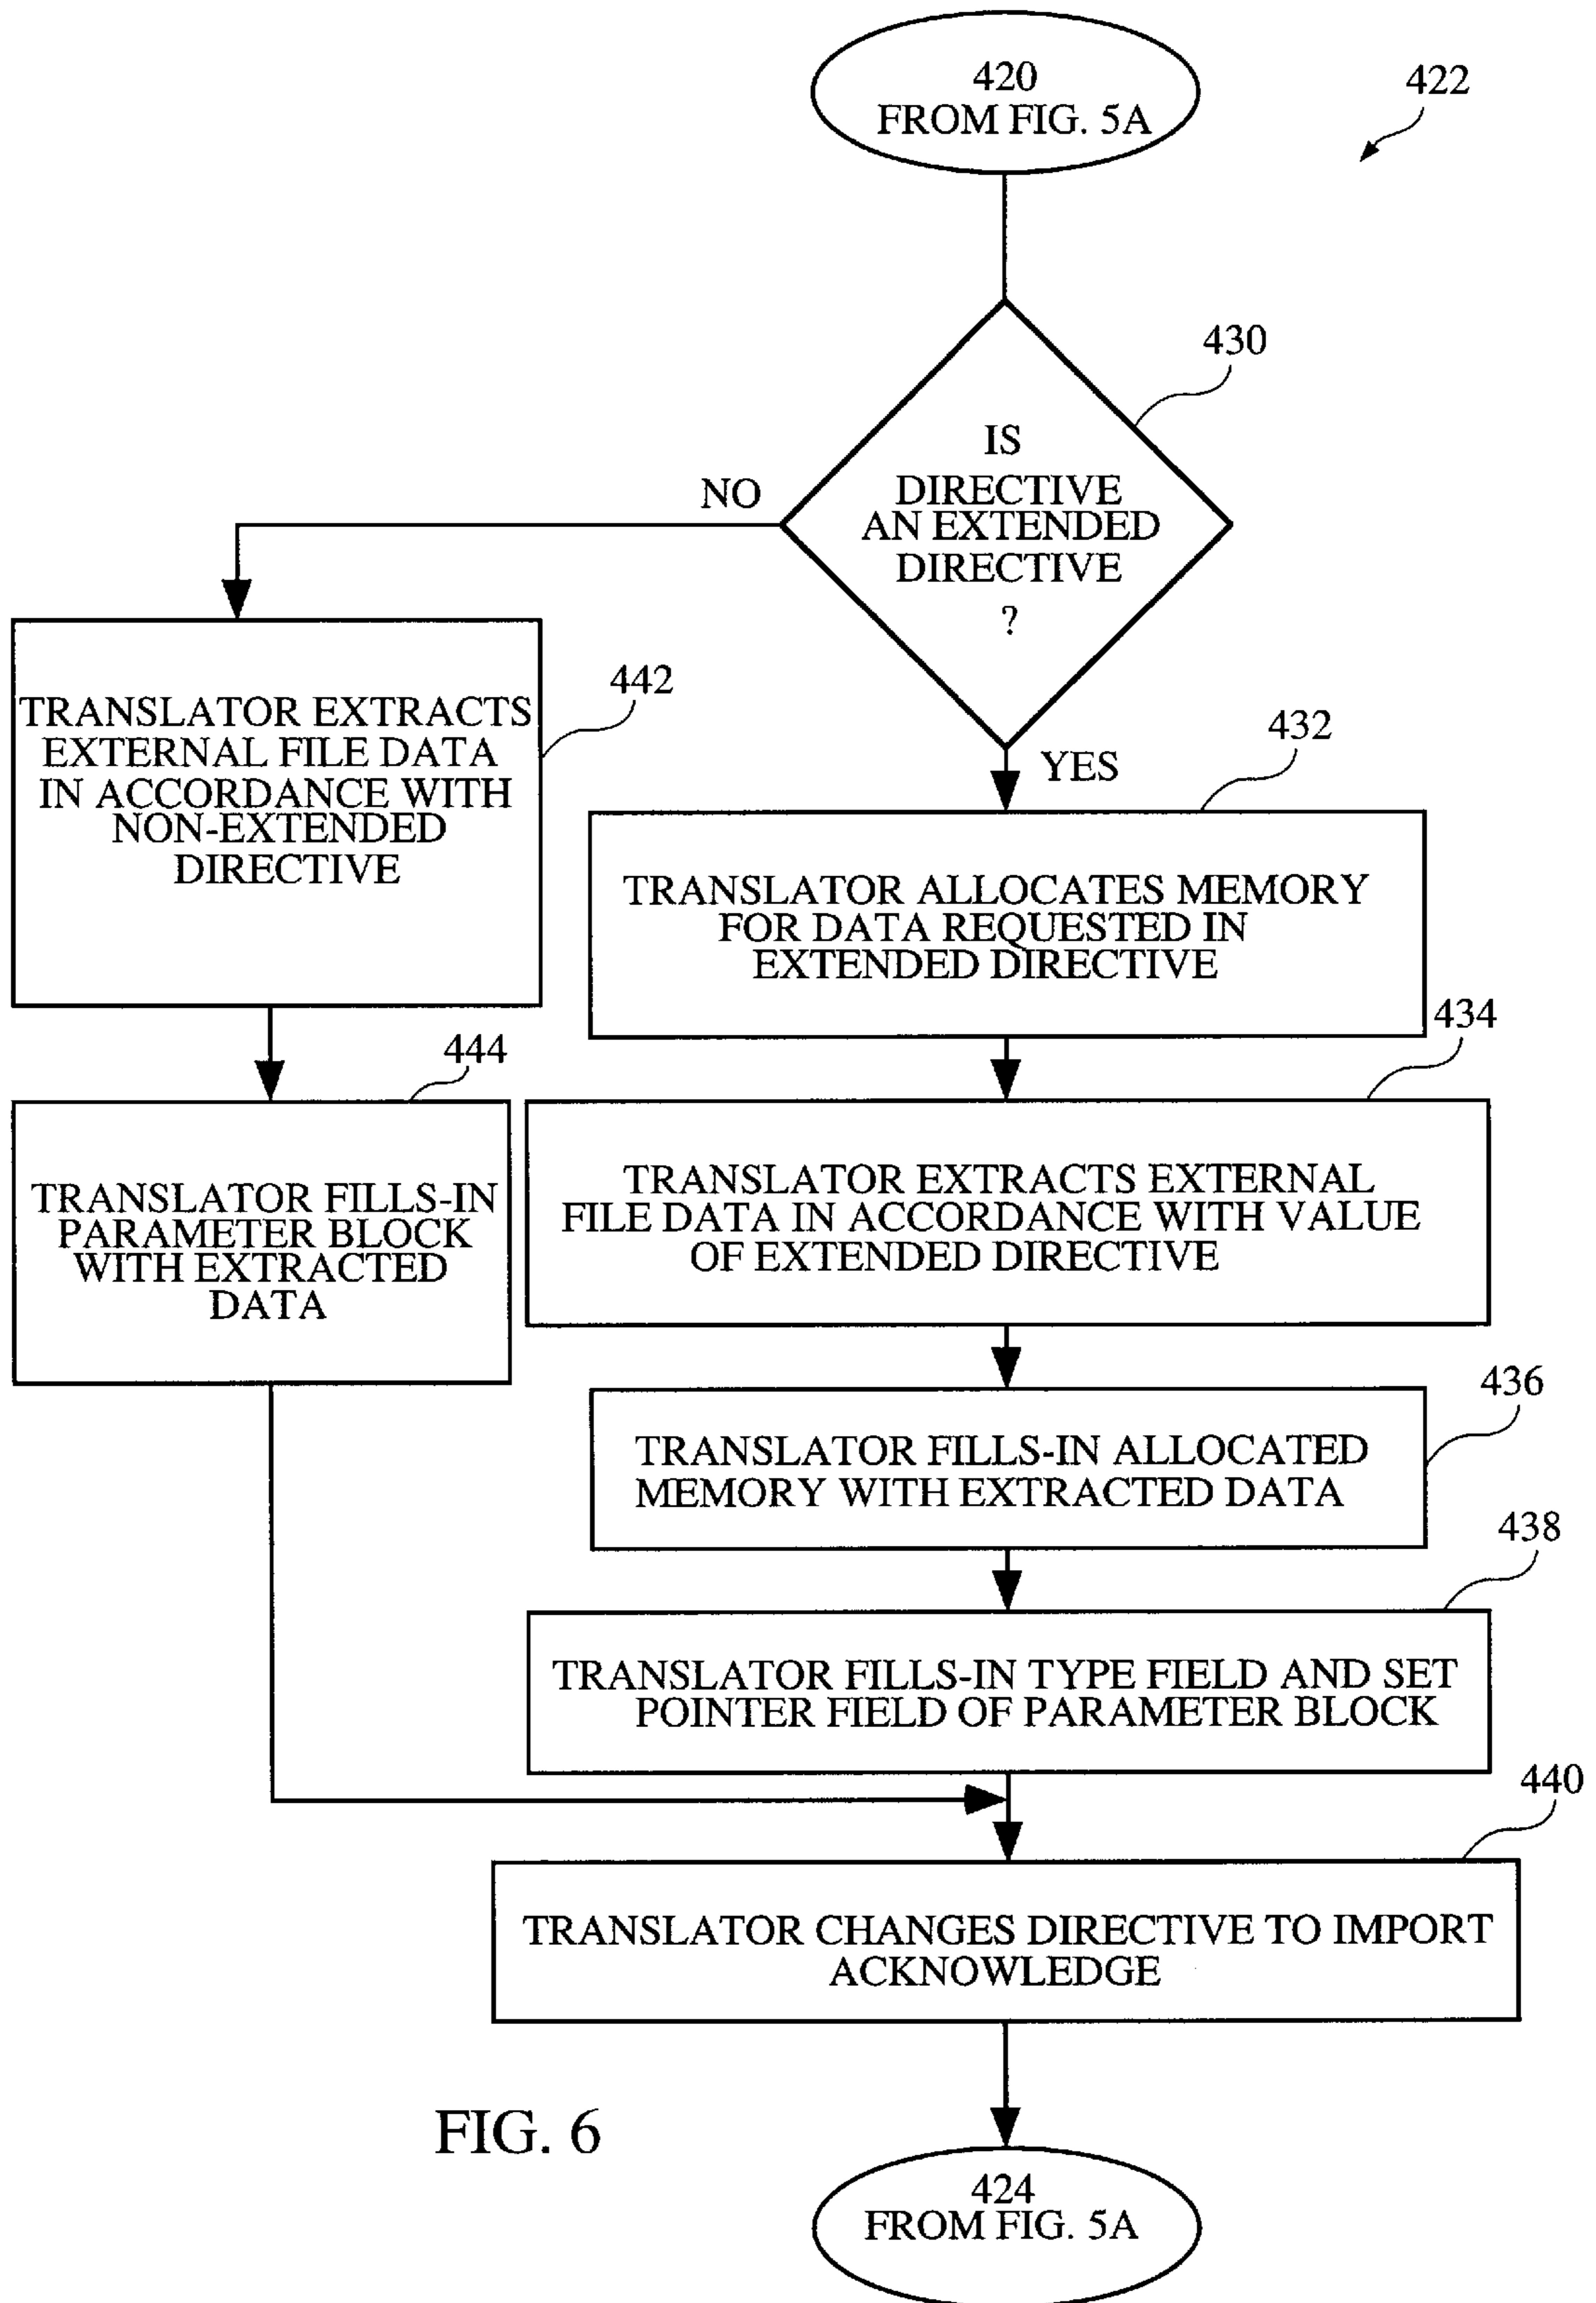 420
FROM FIG. 5A
422
430
IS
DIRECTIVE
AN EXTENDED
DIRECTIVE
?
NO
YES
442
TRANSLATOR EXTRACTS
EXTERNAL FILE DATA
IN ACCORDANCE WITH
NON-EXTENDED
DIRECTIVE
432
TRANSLATOR ALLOCATES MEMORY
FOR DATA REQUESTED IN
EXTENDED DIRECTIVE
444
TRANSLATOR FILLS-IN
PARAMETER BLOCK
WITH EXTRACTED
DATA
434
TRANSLATOR EXTRACTS EXTERNAL
FILE DATA IN ACCORDANCE WITH VALUE
OF EXTENDED DIRECTIVE
436
TRANSLATOR FILLS-IN ALLOCATED
MEMORY WITH EXTRACTED DATA
438
TRANSLATOR FILLS-IN TYPE FIELD AND SET
POINTER FIELD OF PARAMETER BLOCK
440
TRANSLATOR CHANGES DIRECTIVE TO IMPORT
ACKNOWLEDGE
FIG. 6
424
FROM FIG. 5A